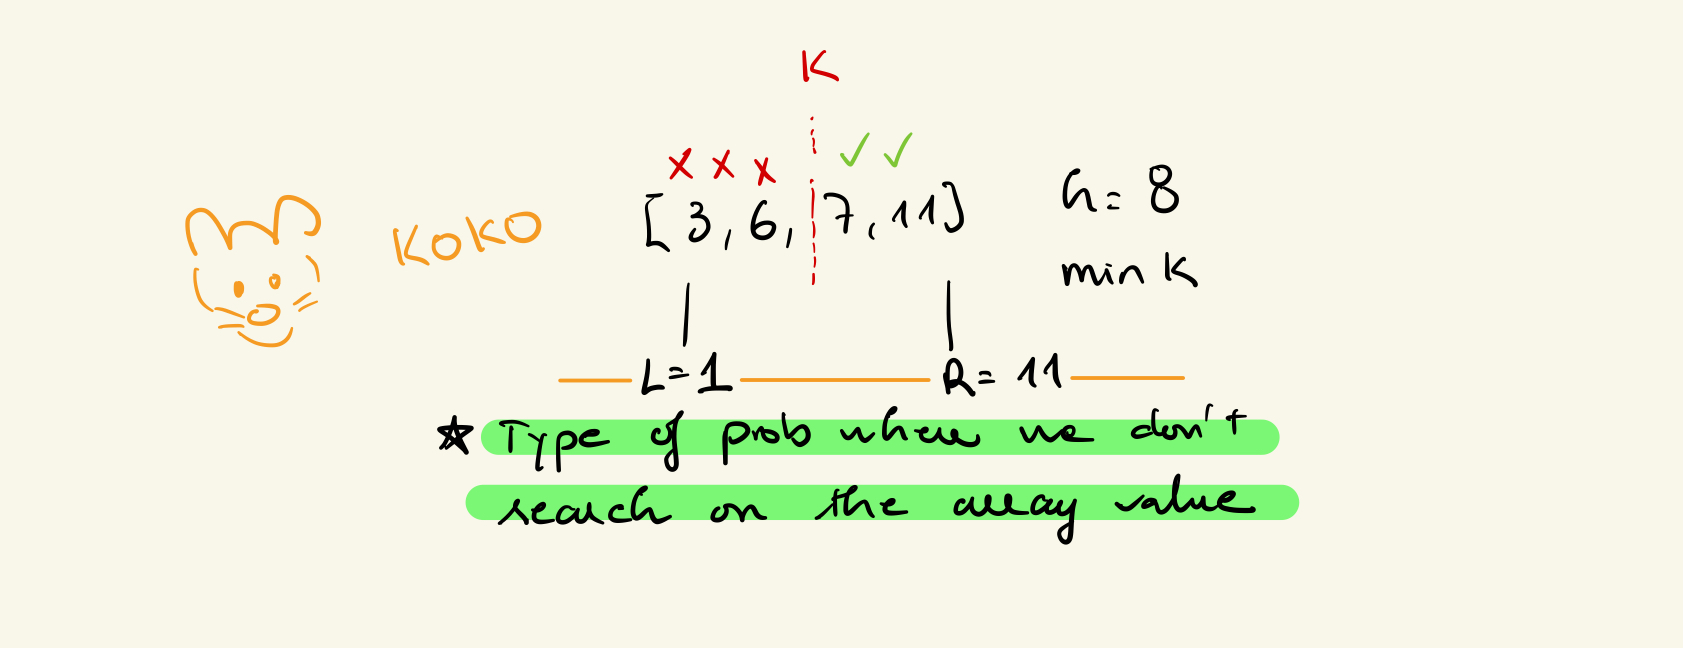 K
[3, 6, 7, 11]
h= 8
KOKO
min K
L=1
R= 11
Type of prob where we don't
search on the array value